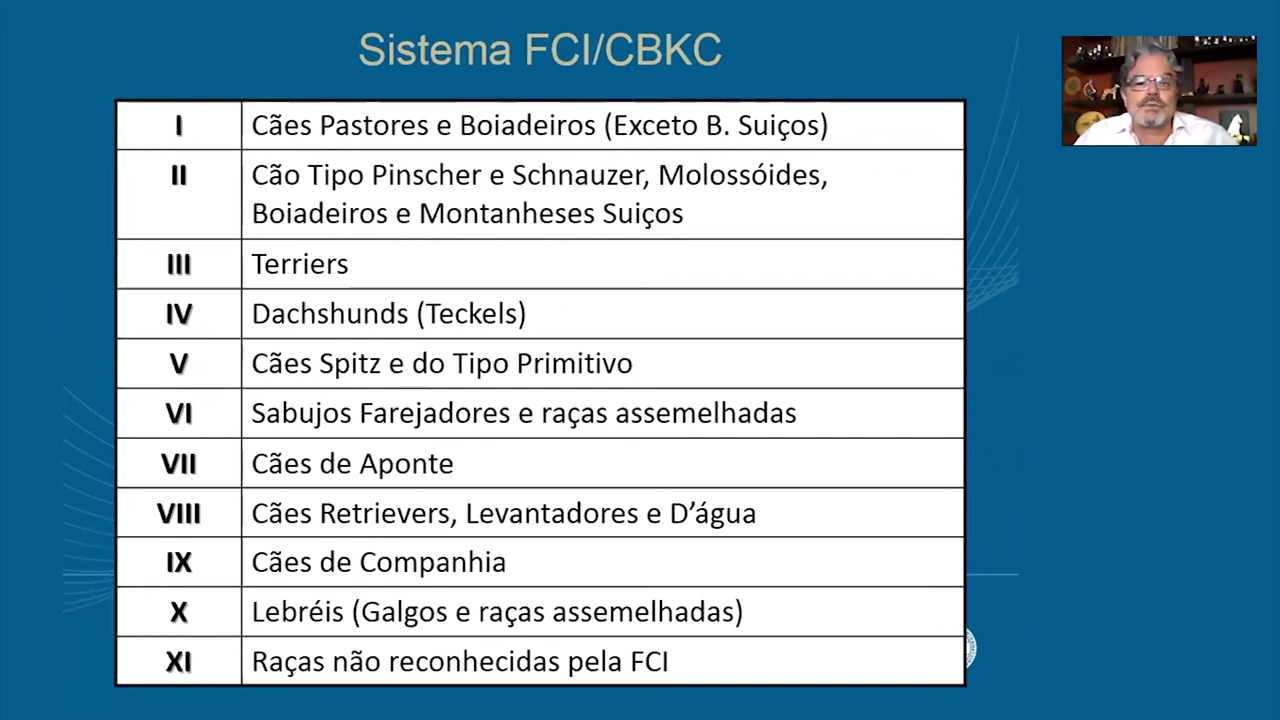 Sistema FCI/CBKC
I Cães Pastores e Boiadeiros (Exceto B. Suiços)
II Cão Tipo Pinscher e Schnauzer, Molossóides,
Boiadeiros e Montanheses Suiços
III Terriers
IV Dachshunds (Teckels)
V Cães Spitz e do Tipo Primitivo
VI Sabujos Farejadores e raças assemelhadas
VII Cães de Aponte
VIII Cães Retrievers, Levantadores e D’água
IX Cães de Companhia
X Lebréis (Galgos e raças assemelhadas)
XI Raças não reconhecidas pela FCI